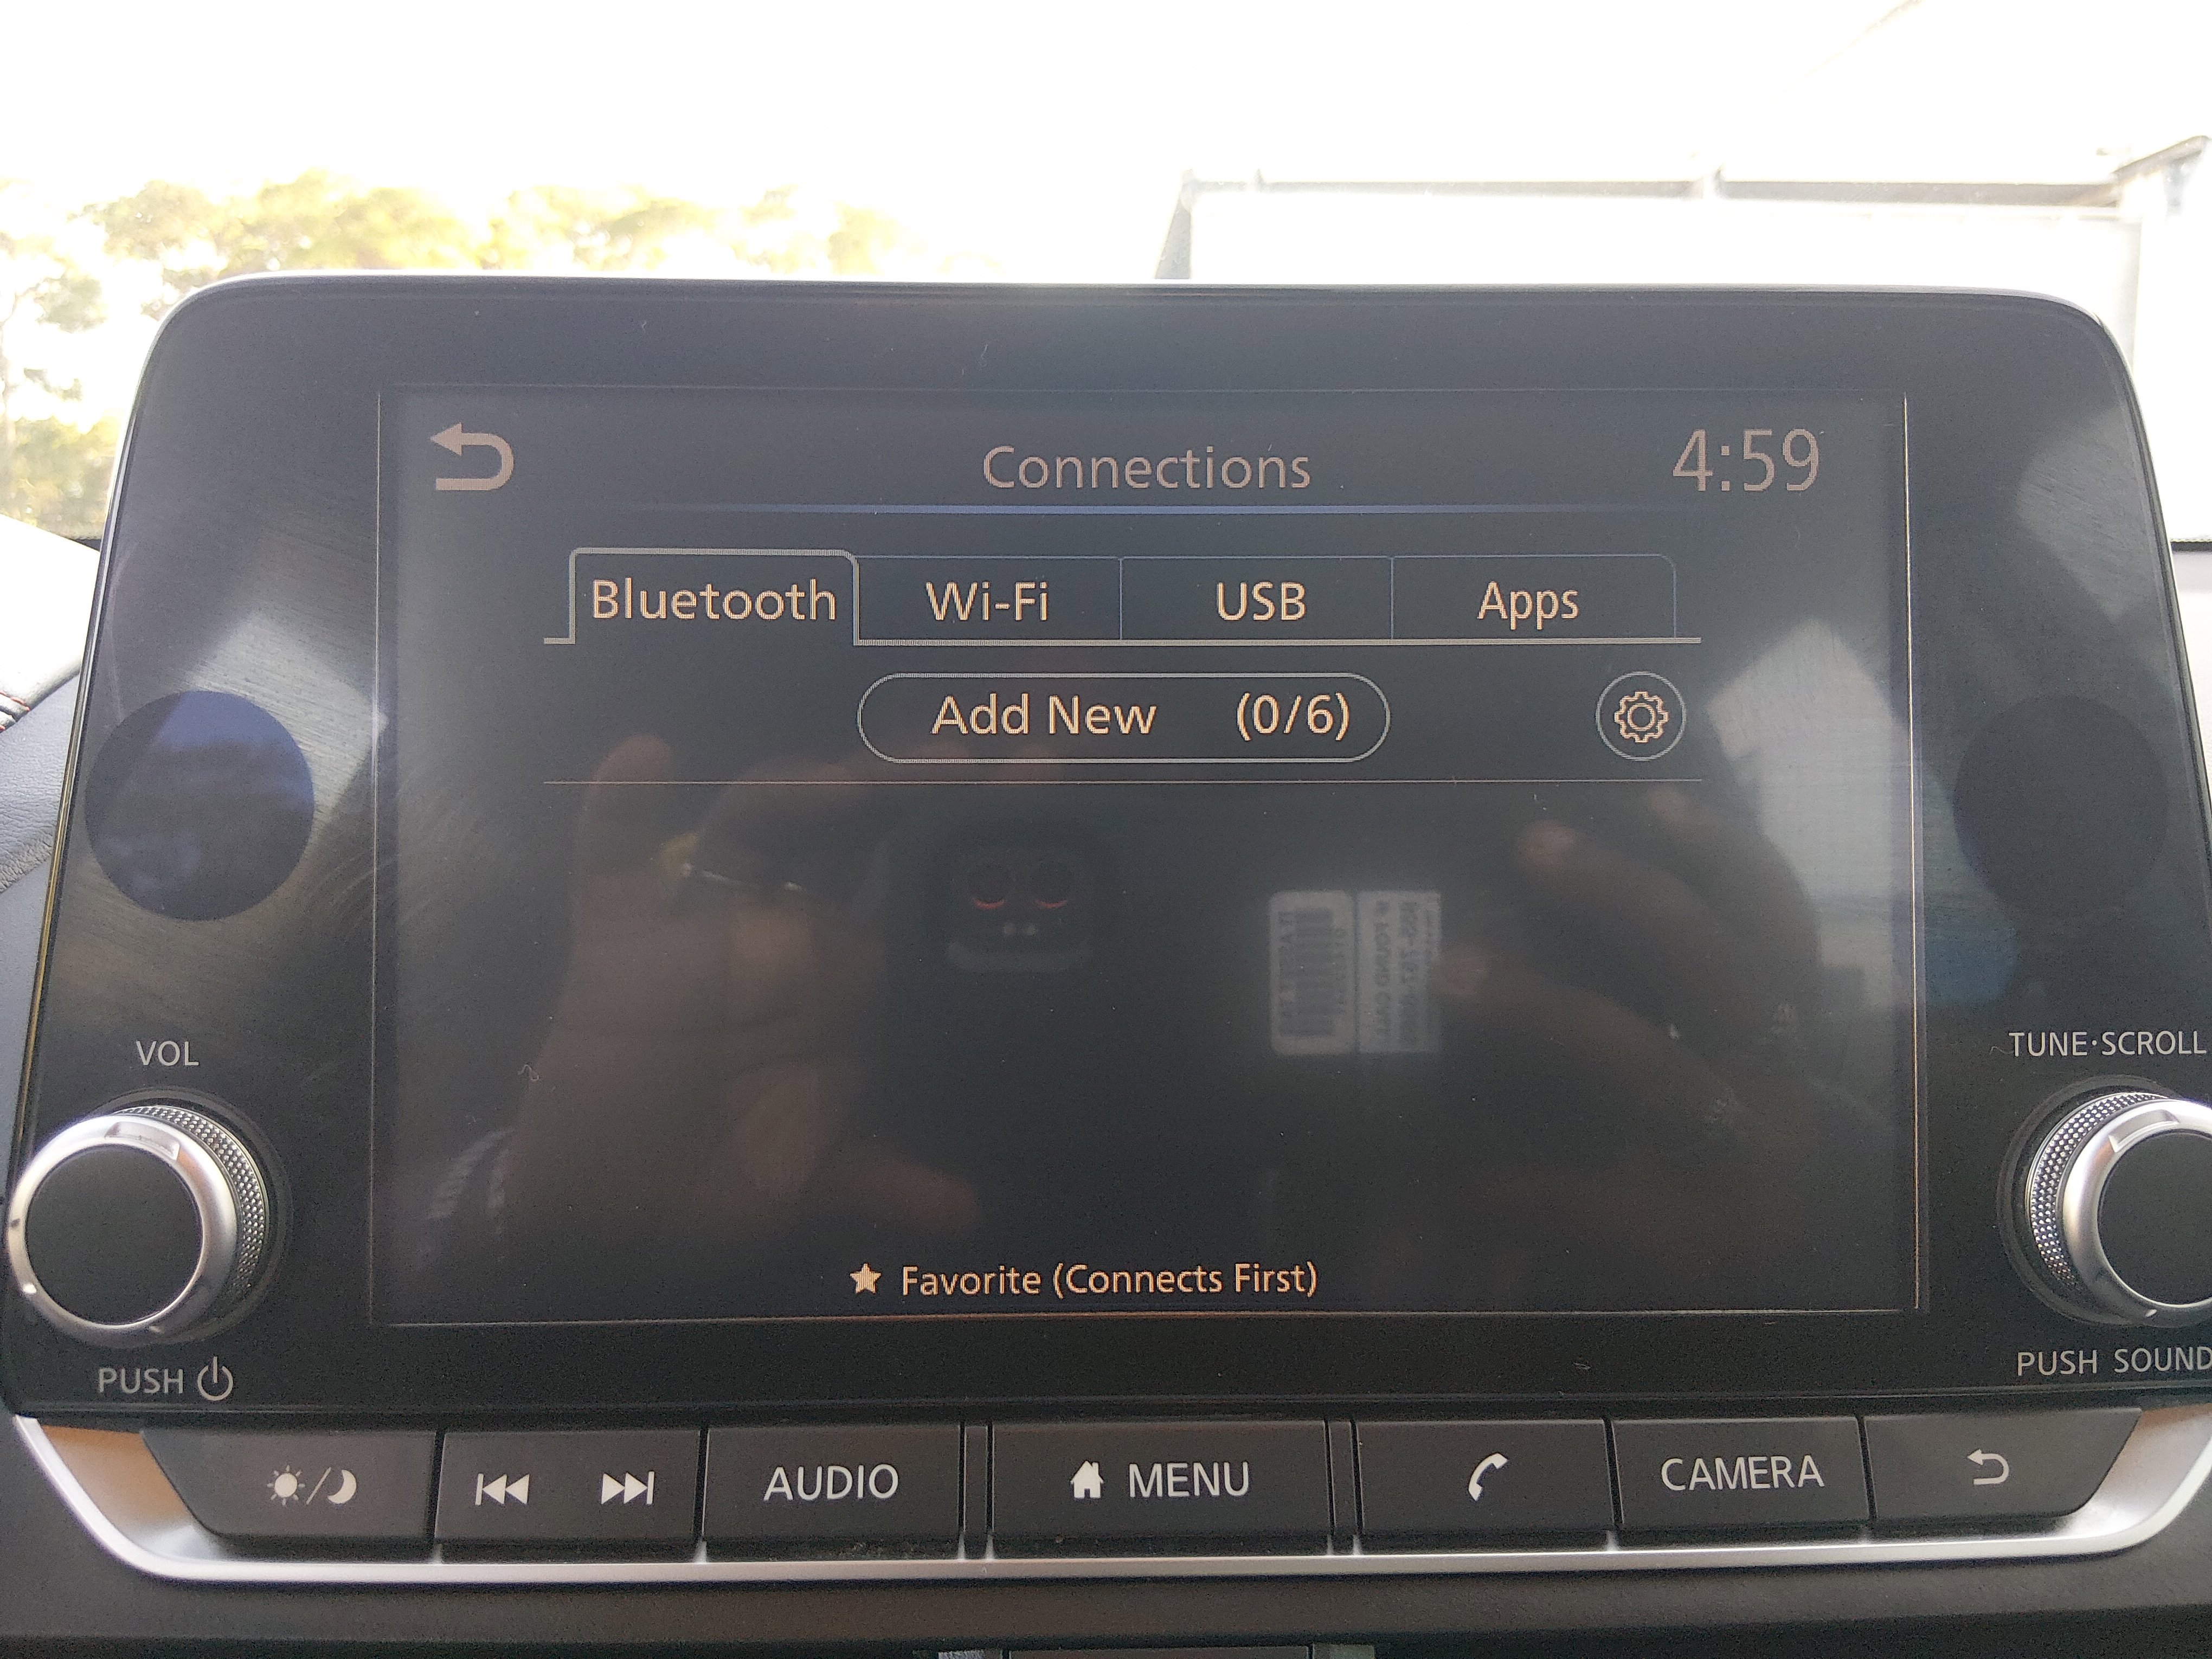 Connections
4:59
Bluetooth Wi-Fi USB Apps
Add New (0/6)
★ Favorite (Connects First)
VOL
TUNE·SCROLL
PUSH
PUSH SOUND
AUDIO MENU CAMERA